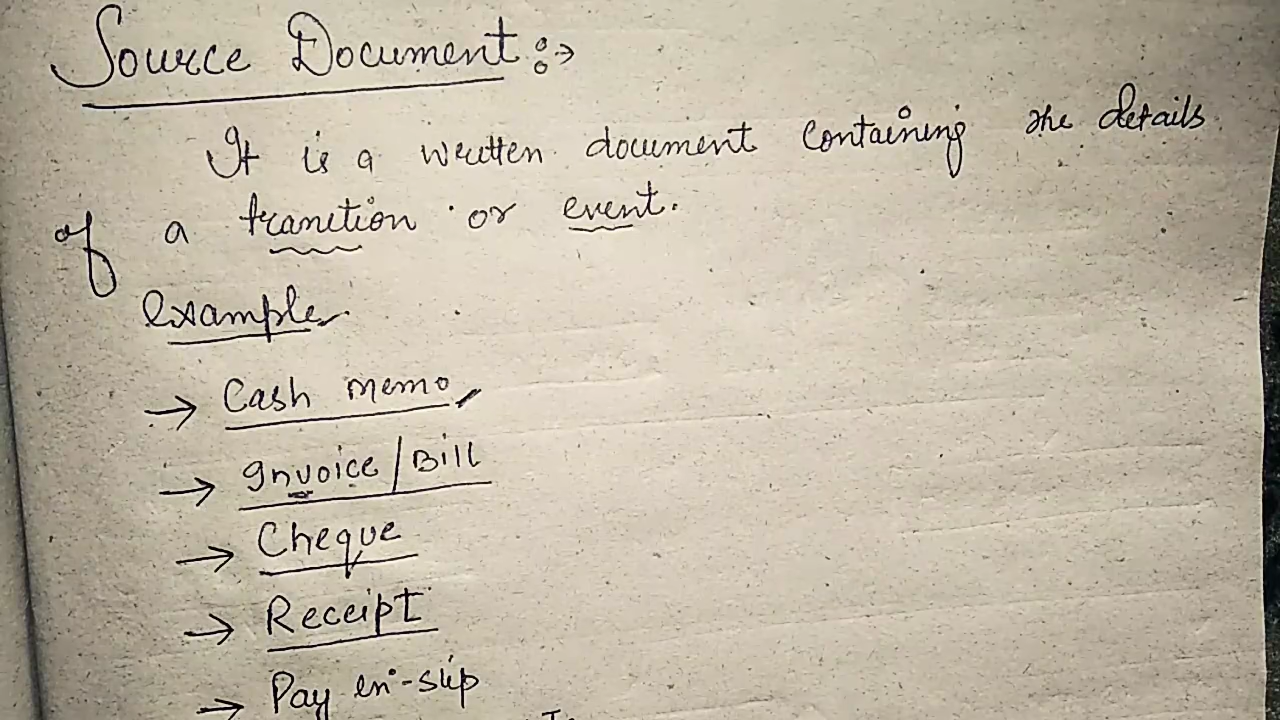 Source Document :→
It is a written document containing the details
of a tranction or event.
example
→ Cash memo
→ Invoice/Bill
→ Cheque
→ Receipt
→ Pay in-slip